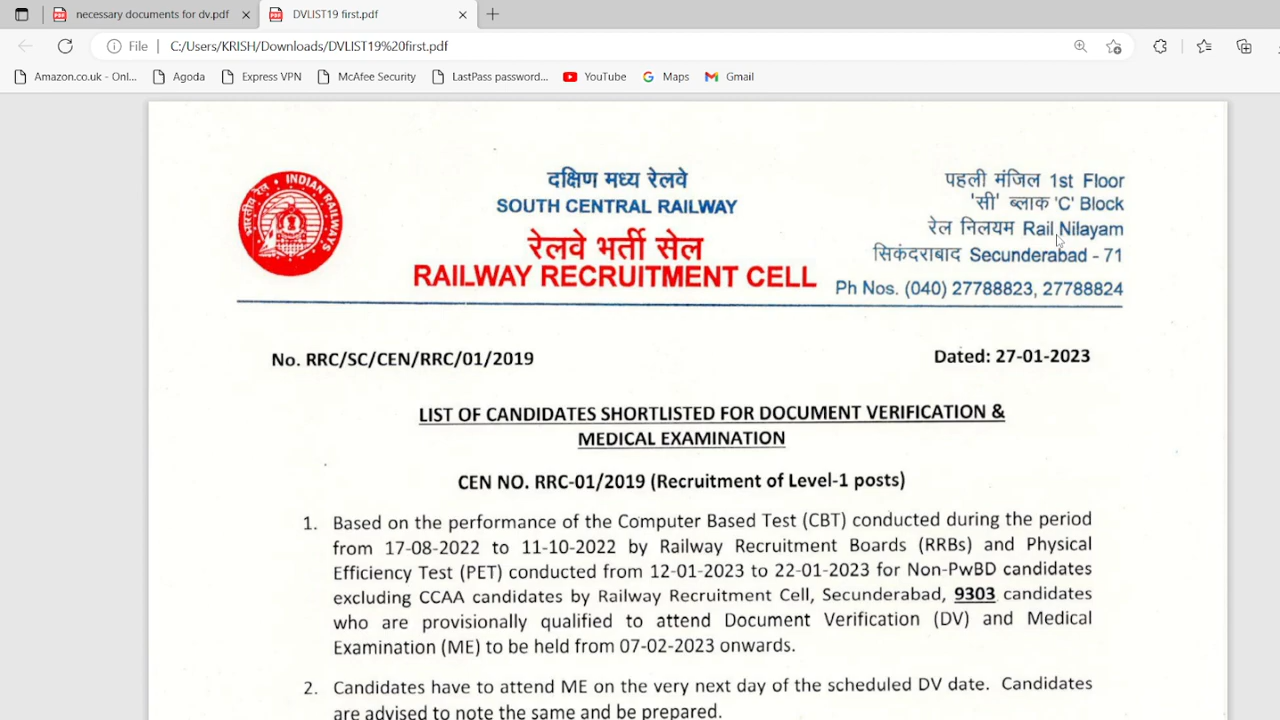 necessary documents for dv.pdf
DVLIST19 first.pdf
File
C:/Users/KRISH/Downloads/DVLIST19%20first.pdf
Amazon.co.uk - Onl...
Agoda
Express VPN
McAfee Security
LastPass password...
YouTube
Maps
Gmail
भारतीय रेल • INDIAN RAILWAYS
दक्षिण मध्य रेलवे
SOUTH CENTRAL RAILWAY
रेलवे भर्ती सेल
RAILWAY RECRUITMENT CELL
पहली मंजिल 1st Floor
'सी' ब्लाक 'C' Block
रेल निलयम Rail Nilayam
सिकंदराबाद Secunderabad - 71
Ph Nos. (040) 27788823, 27788824
No. RRC/SC/CEN/RRC/01/2019
Dated: 27-01-2023
LIST OF CANDIDATES SHORTLISTED FOR DOCUMENT VERIFICATION &
MEDICAL EXAMINATION
CEN NO. RRC-01/2019 (Recruitment of Level-1 posts)
1. Based on the performance of the Computer Based Test (CBT) conducted during the period
from 17-08-2022 to 11-10-2022 by Railway Recruitment Boards (RRBs) and Physical
Efficiency Test (PET) conducted from 12-01-2023 to 22-01-2023 for Non-PwBD candidates
excluding CCAA candidates by Railway Recruitment Cell, Secunderabad, 9303 candidates
who are provisionally qualified to attend Document Verification (DV) and Medical
Examination (ME) to be held from 07-02-2023 onwards.
2. Candidates have to attend ME on the very next day of the scheduled DV date. Candidates
are advised to note the same and be prepared.